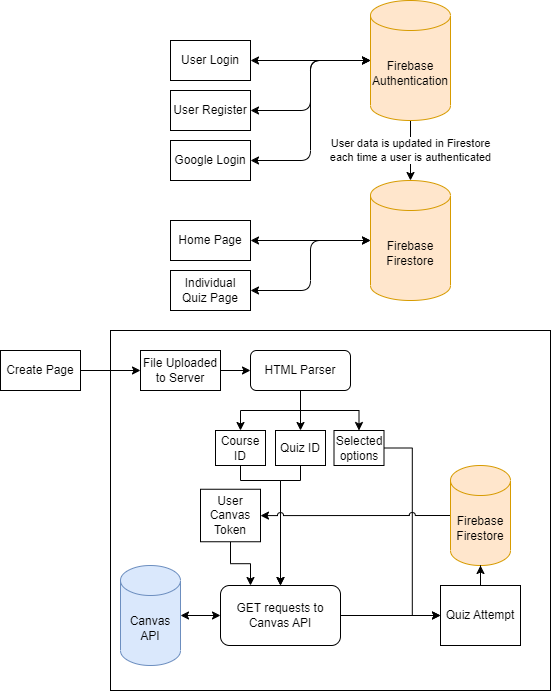 User Login
Firebase
Authentication
User Register
Google Login
User data is updated in Firestore
each time a user is authenticated
Home Page
Firebase
Firestore
Individual
Quiz Page
Create Page
File Uploaded
to Server
HTML Parser
Course
ID
Quiz ID
Selected
options
User
Canvas
Token
Firebase
Firestore
Canvas
API
GET requests to
Canvas API
Quiz Attempt